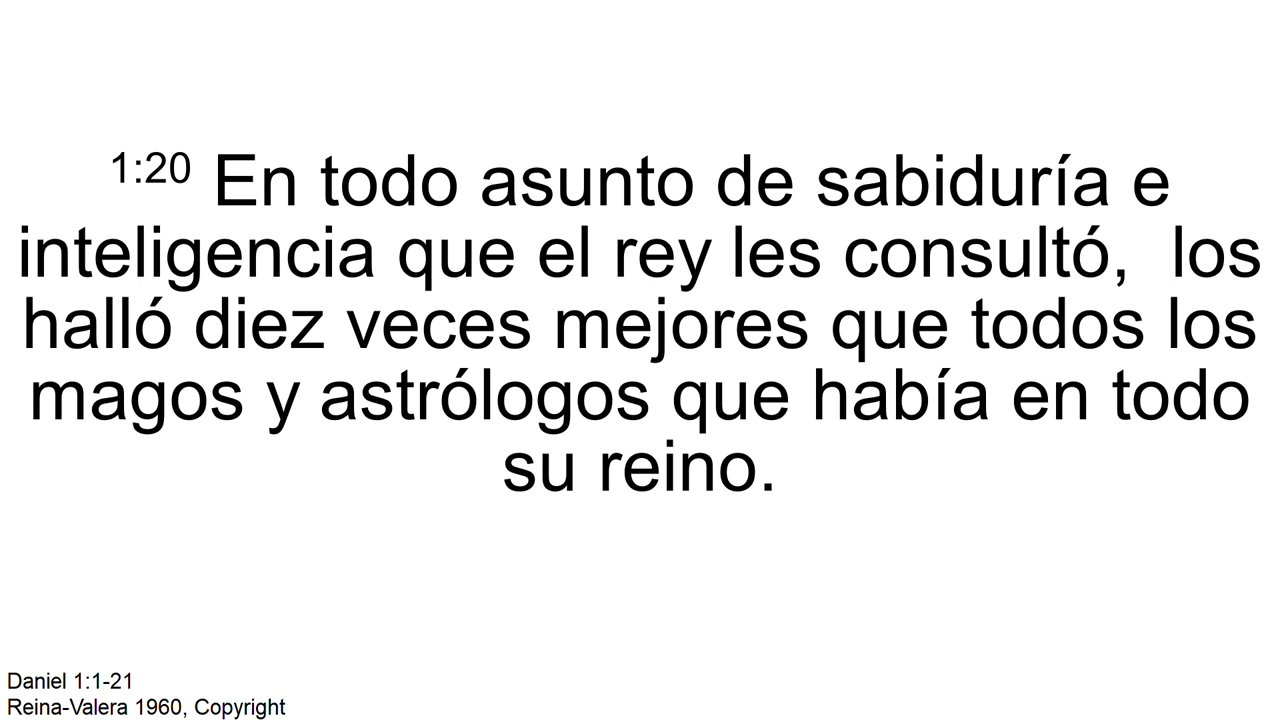 1:20 En todo asunto de sabiduría e
inteligencia que el rey les consultó,  los
halló diez veces mejores que todos los
magos y astrólogos que había en todo
su reino.
Daniel 1:1-21
Reina-Valera 1960, Copyright